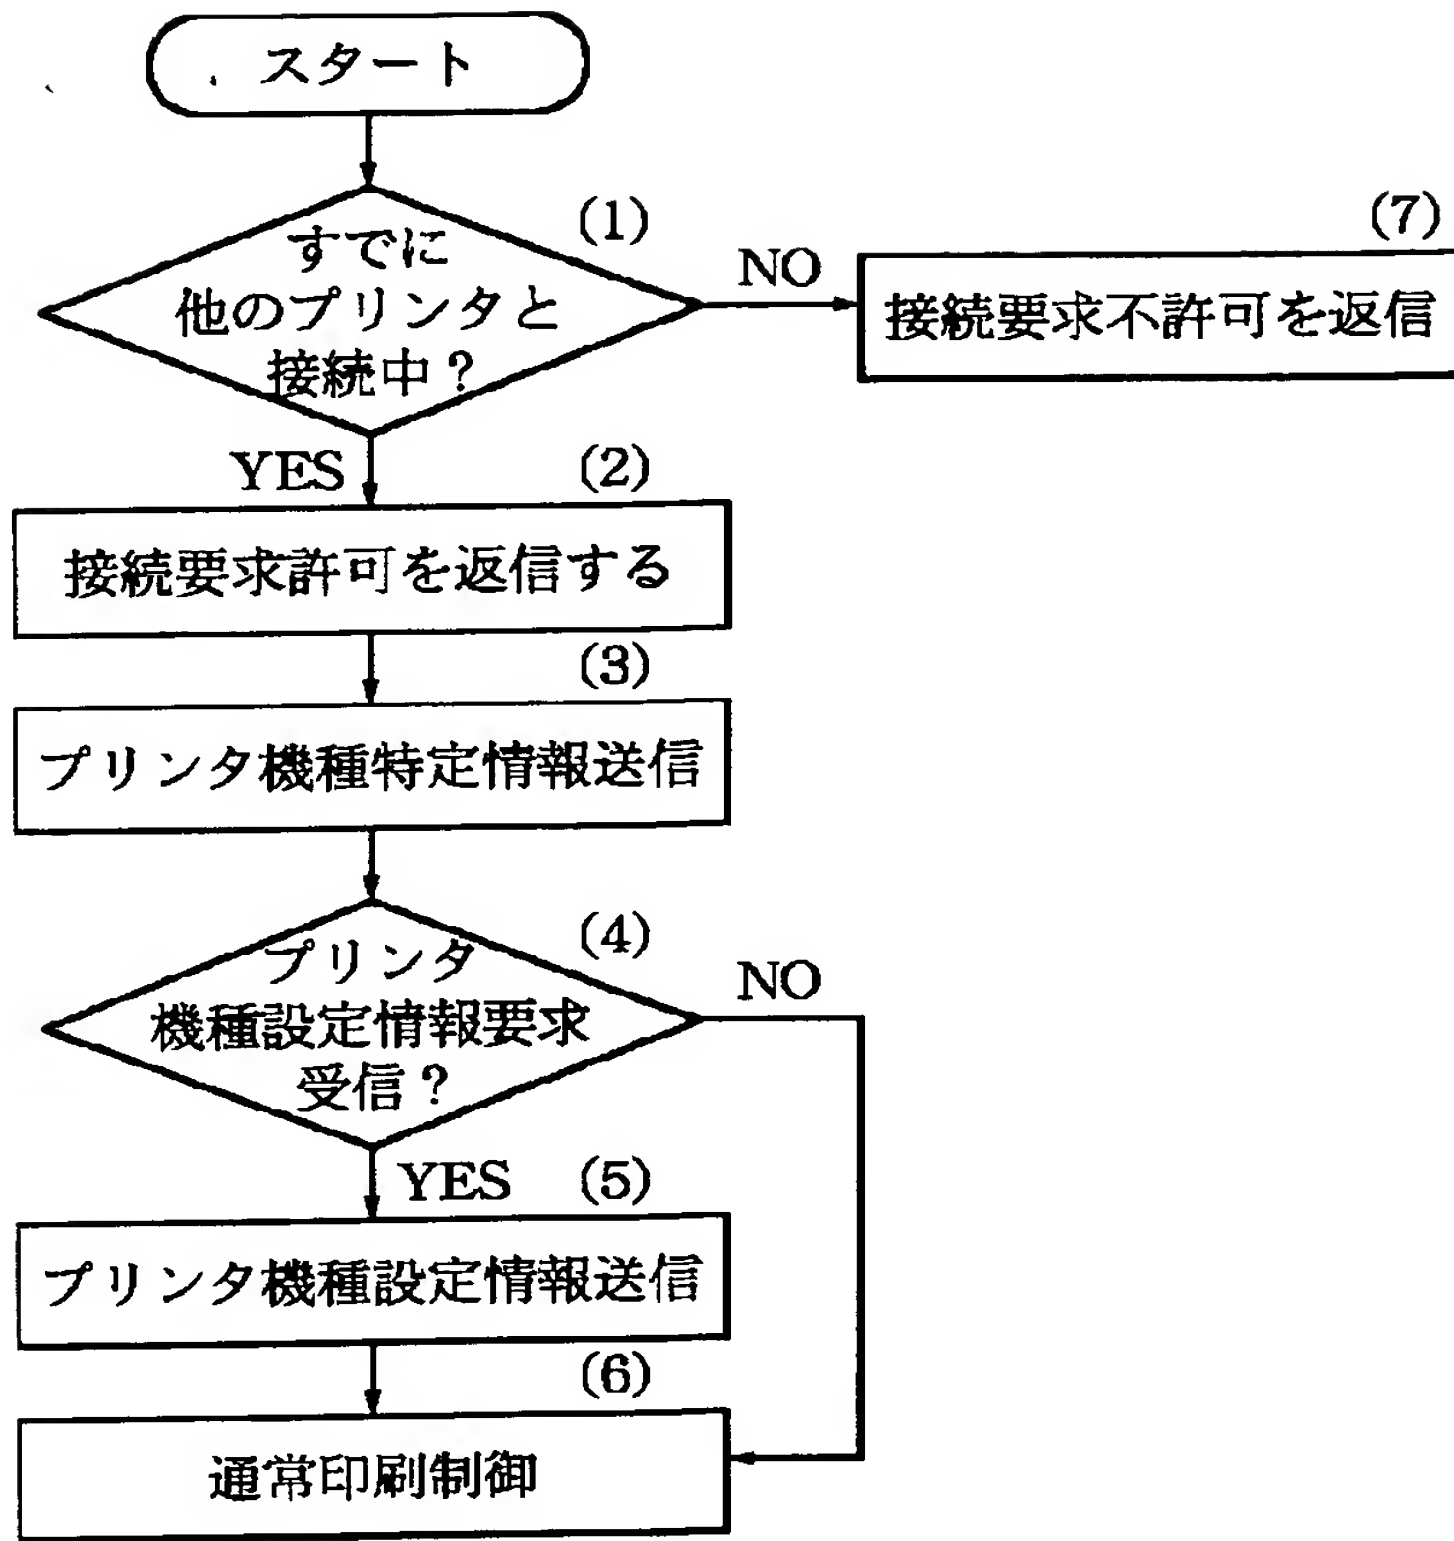 スタート
(1)
すでに
他のプリンタと
接続中?
NO
(7)
接続要求不許可を返信
YES
(2)
接続要求許可を返信する
(3)
プリンタ機種特定情報送信
(4)
プリンタ
機種設定情報要求
受信?
NO
YES
(5)
プリンタ機種設定情報送信
(6)
通常印刷制御